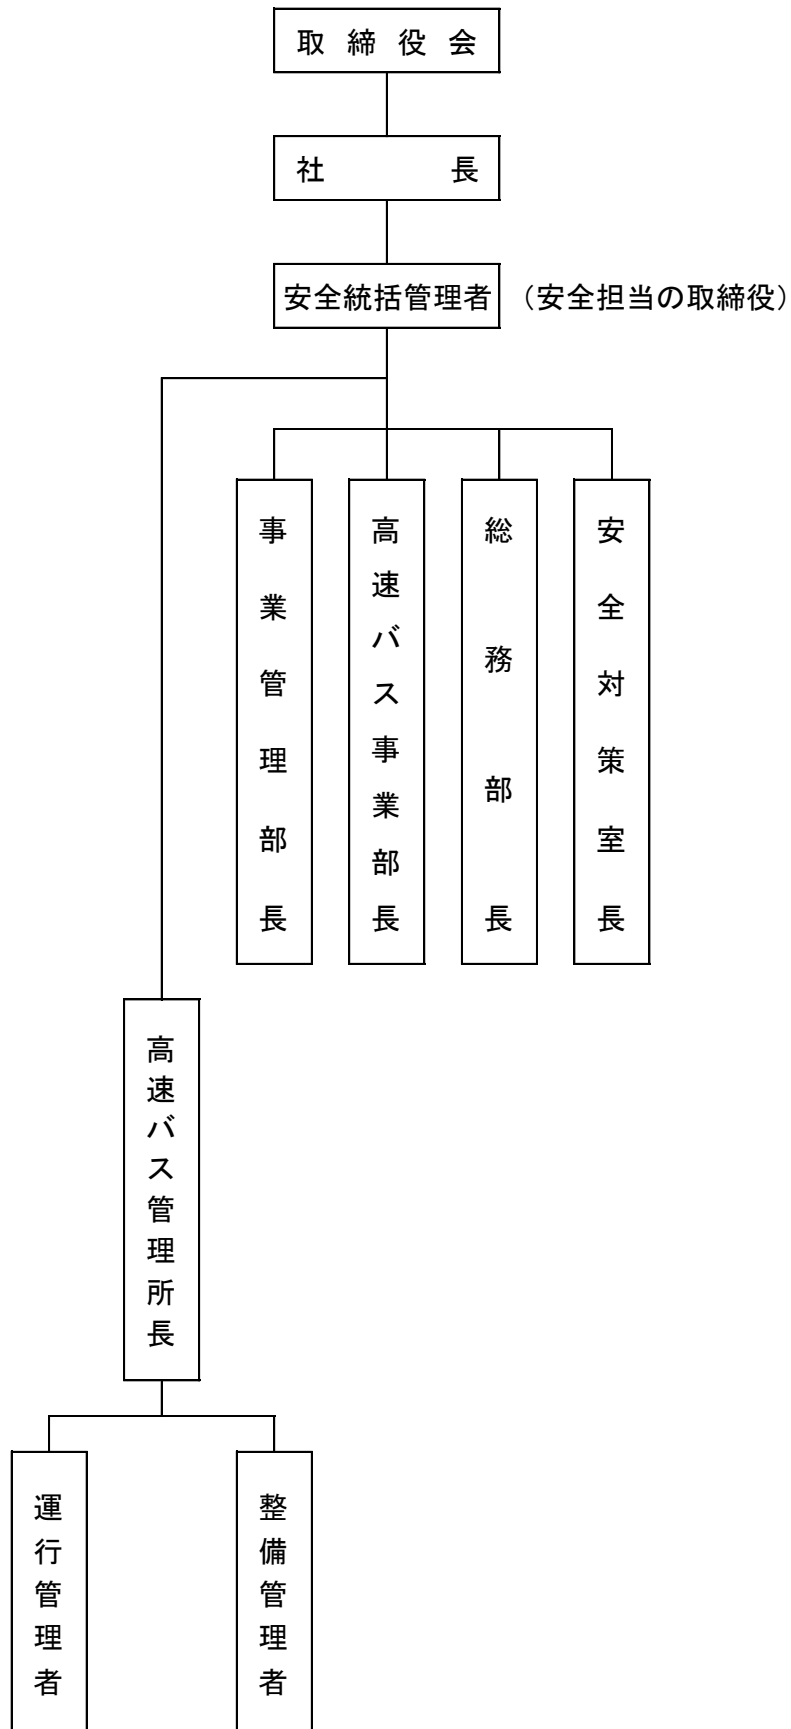 取締役会
社長
安全統括管理者 （安全担当の取締役）
事業管理部長
高速バス事業部長
総務部長
安全対策室長
高速バス管理所長
運行管理者
整備管理者